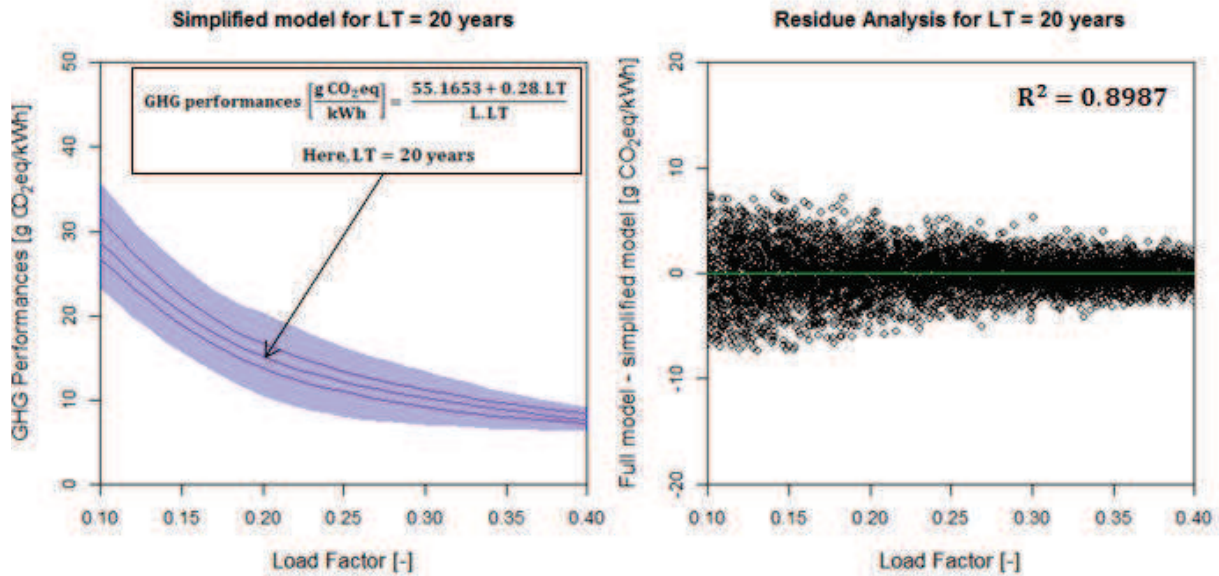 Simplified model for LT = 20 years
GHG performances [g CO₂eq/kWh] = 55.1653 + 0.28.LT / L.LT
Here, LT = 20 years
GHG Performances [g CO₂eq/kWh]
50
40
30
20
10
0
0.10 0.15 0.20 0.25 0.30 0.35 0.40
Load Factor [-]
Residue Analysis for LT = 20 years
R² = 0.8987
Full model - simplified model [g CO₂eq/kWh]
20
10
0
-10
-20
0.10 0.15 0.20 0.25 0.30 0.35 0.40
Load Factor [-]